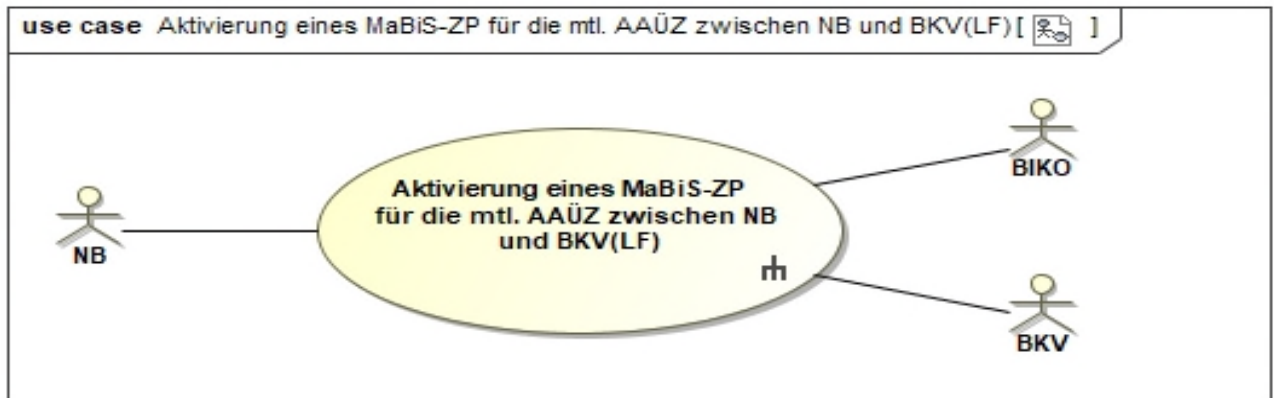 use case Aktivierung eines MaBiS-ZP für die mtl. AAÜZ zwischen NB und BKV(LF)[ ]
BIKO
Aktivierung eines MaBiS-ZP
für die mtl. AAÜZ zwischen NB
und BKV(LF)
NB
BKV